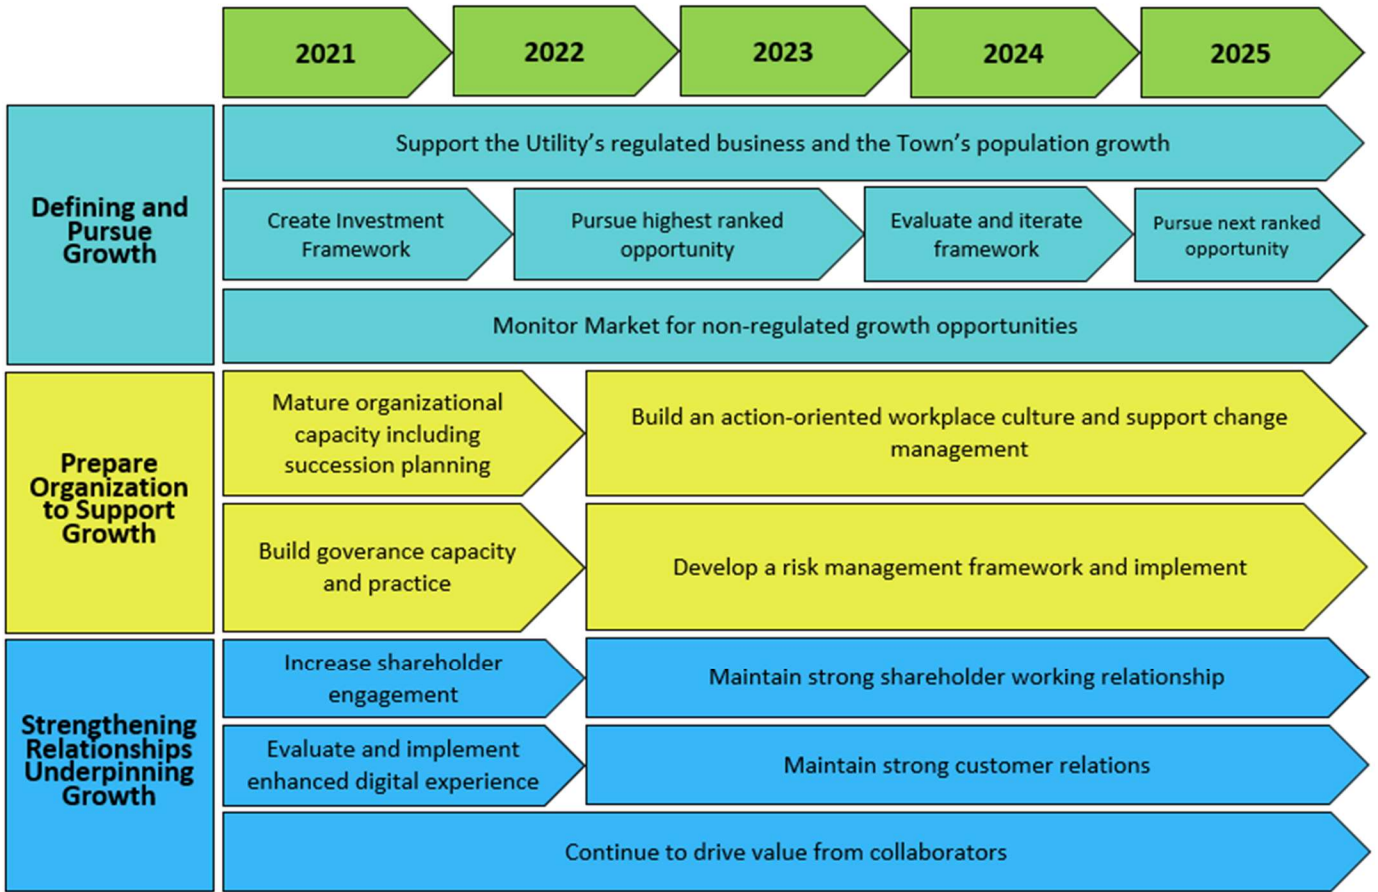 2021
2022
2023
2024
2025
Defining and
Pursue
Growth
Support the Utility's regulated business and the Town's population growth
Create Investment
Framework
Pursue highest ranked
opportunity
Evaluate and iterate
framework
Pursue next ranked
opportunity
Monitor Market for non-regulated growth opportunities
Prepare
Organization
to Support
Growth
Mature organizational
capacity including
succession planning
Build an action-oriented workplace culture and support change
management
Build goverance capacity
and practice
Develop a risk management framework and implement
Strengthening
Relationships
Underpinning
Growth
Increase shareholder
engagement
Maintain strong shareholder working relationship
Evaluate and implement
enhanced digital experience
Maintain strong customer relations
Continue to drive value from collaborators